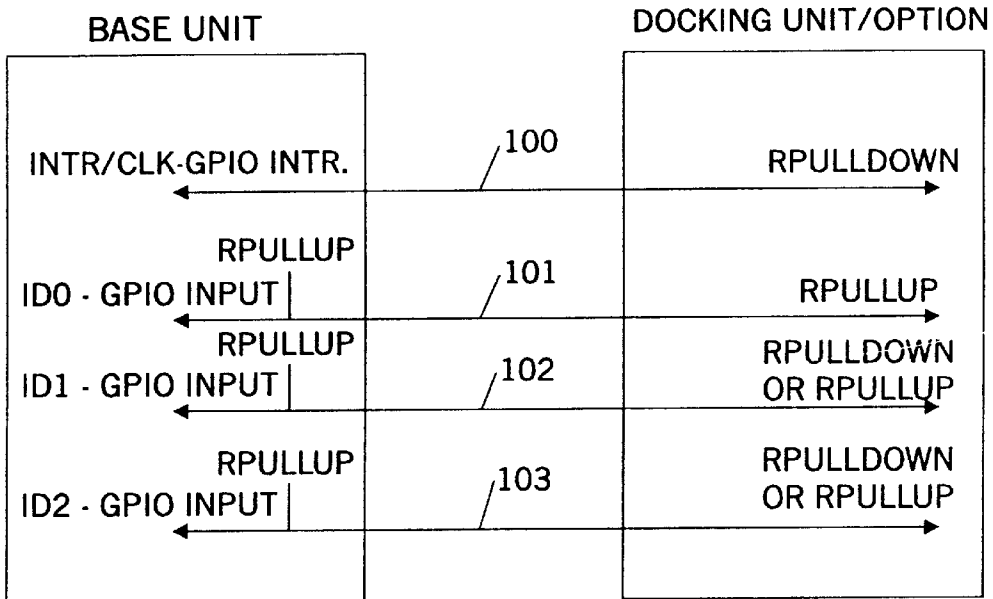 BASE UNIT
DOCKING UNIT/OPTION
INTR/CLK-GPIO INTR.
100
RPULLDOWN
RPULLUP
ID0 - GPIO INPUT
101
RPULLUP
RPULLUP
ID1 - GPIO INPUT
102
RPULLDOWN
OR RPULLUP
RPULLUP
ID2 - GPIO INPUT
103
RPULLDOWN
OR RPULLUP